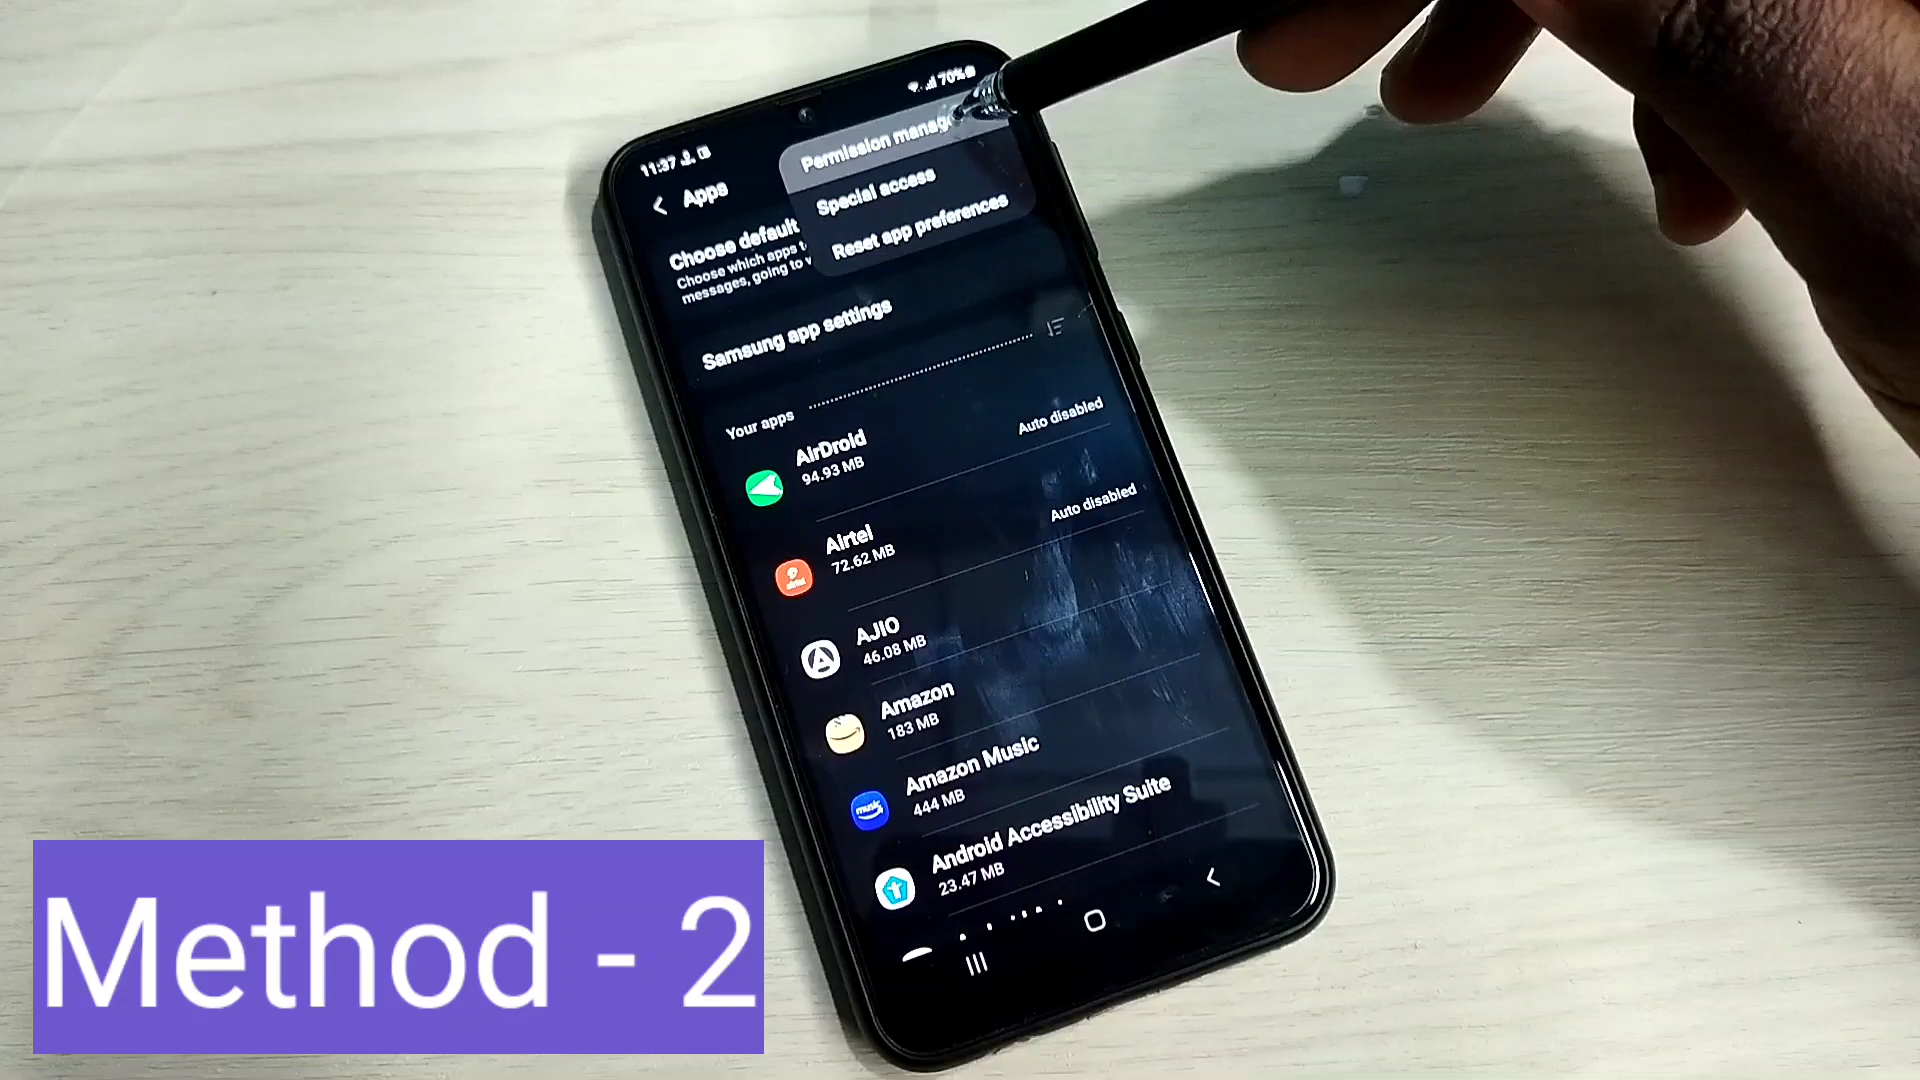 11:37
70%
Apps
Permission manag
Special access
Reset app preferences
Choose default
Choose which apps t
messages, going to v
Samsung app settings
Your apps
AirDroid
94.93 MB
Auto disabled
airtel
Airtel
72.62 MB
Auto disabled
AJIO
46.08 MB
Amazon
183 MB
music
Amazon Music
444 MB
Android Accessibility Suite
23.47 MB
Method - 2